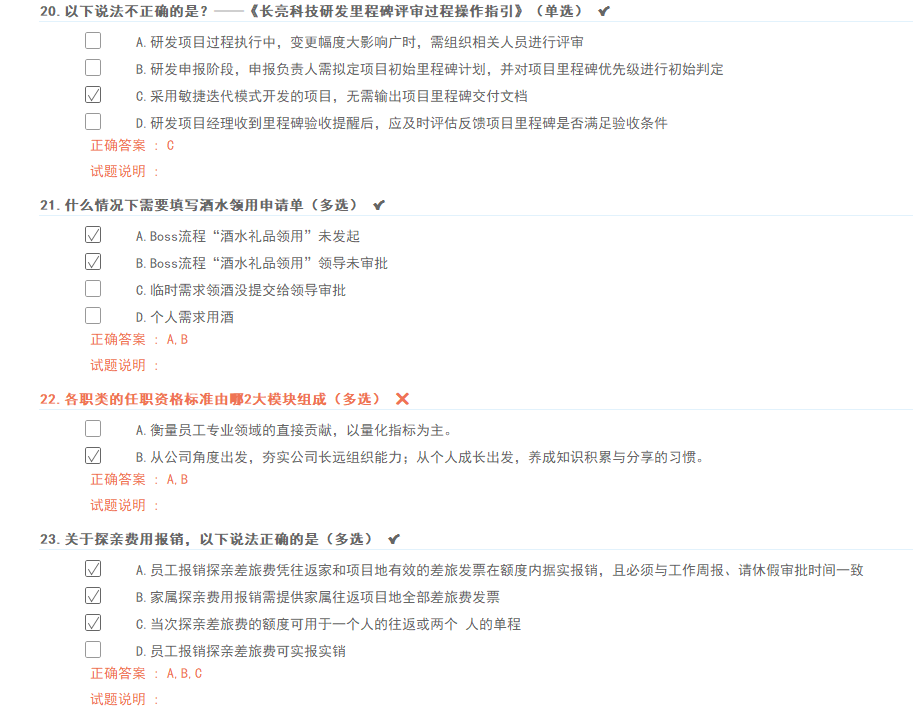 20. 以下说法不正确的是？——《长亮科技研发里程碑评审过程操作指引》（单选） ✔
A. 研发项目过程执行中，变更幅度大影响广时，需组织相关人员进行评审
B. 研发申报阶段，申报负责人需拟定项目初始里程碑计划，并对项目里程碑优先级进行初始判定
C. 采用敏捷迭代模式开发的项目，无需输出项目里程碑交付文档
D. 研发项目经理收到里程碑验收提醒后，应及时评估反馈项目里程碑是否满足验收条件
正确答案 : C
试题说明 :
21. 什么情况下需要填写酒水领用申请单（多选） ✔
A. Boss流程“酒水礼品领用”未发起
B. Boss流程“酒水礼品领用”领导未审批
C. 临时需求领酒没提交给领导审批
D. 个人需求用酒
正确答案 : A,B
试题说明 :
22. 各职类的任职资格标准由哪2大模块组成（多选） ✖
A. 衡量员工专业领域的直接贡献，以量化指标为主。
B. 从公司角度出发，夯实公司长远组织能力；从个人成长出发，养成知识积累与分享的习惯。
正确答案 : A,B
试题说明 :
23. 关于探亲费用报销，以下说法正确的是（多选） ✔
A. 员工报销探亲差旅费凭往返家和项目地有效的差旅发票在额度内据实报销，且必须与工作周报、请休假审批时间一致
B. 家属探亲费用报销需提供家属往返项目地全部差旅费发票
C. 当次探亲差旅费的额度可用于一个人的往返或两个 人的单程
D. 员工报销探亲差旅费可实报实销
正确答案 : A,B,C
试题说明 :